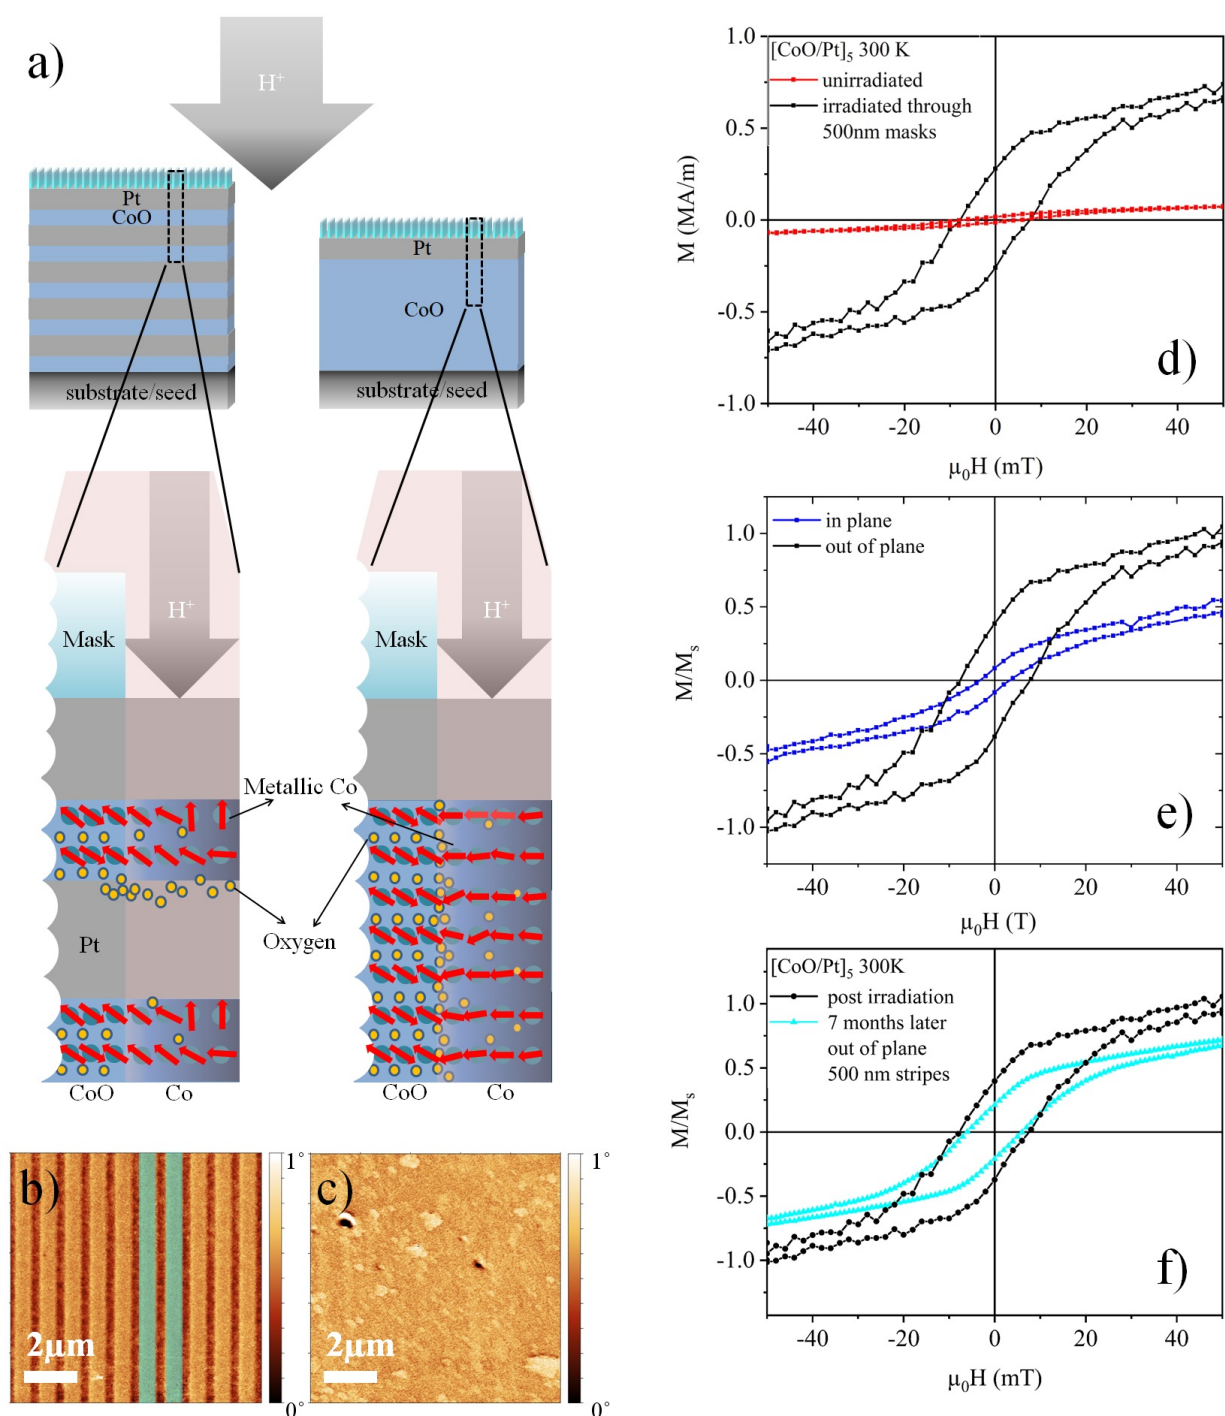 a)
H⁺
Pt
CoO
substrate/seed
Pt
CoO
substrate/seed
H⁺
Mask
H⁺
Mask
Metallic Co
Oxygen
Pt
CoO
Co
CoO
Co
b)
2μm
1°
0°
c)
2μm
1°
0°
[CoO/Pt]₅ 300 K
unirradiated
irradiated through
500nm masks
d)
M (MA/m)
1.0
0.5
0.0
-0.5
-1.0
-40 -20 0 20 40
μ₀H (mT)
in plane
out of plane
e)
M/Mₛ
1.0
0.5
0.0
-0.5
-1.0
-40 -20 0 20 40
μ₀H (T)
[CoO/Pt]₅ 300K
post irradiation
7 months later
out of plane
500 nm stripes
f)
M/Mₛ
1.0
0.5
0.0
-0.5
-1.0
-40 -20 0 20 40
μ₀H (mT)